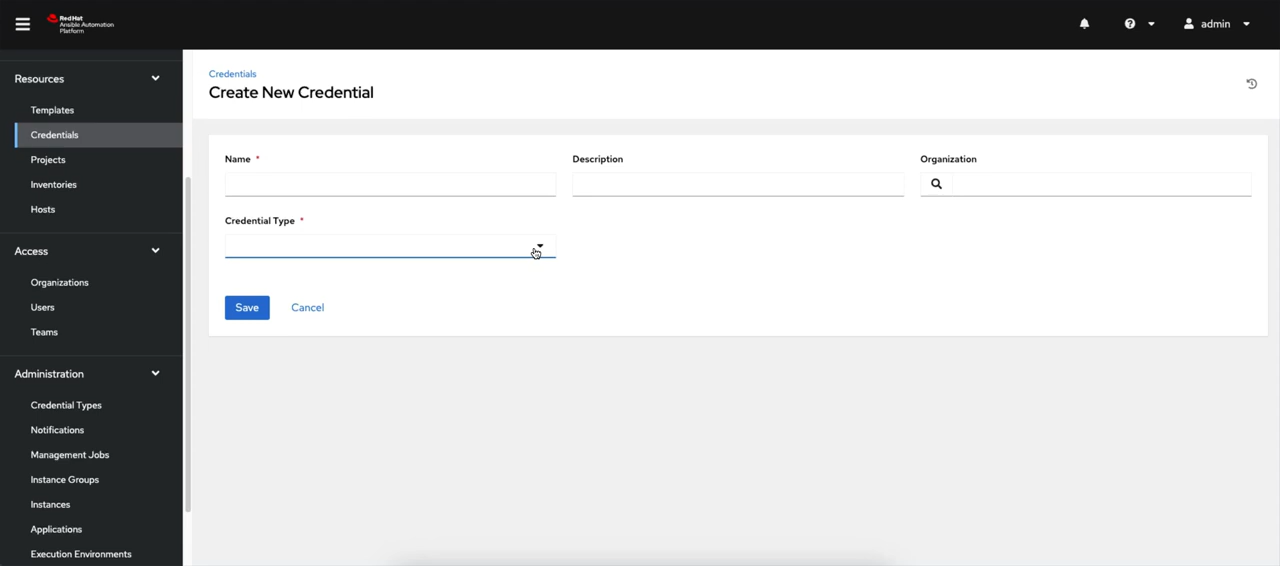 Red Hat
Ansible Automation
Platform
admin
Resources
Templates
Credentials
Projects
Inventories
Hosts
Access
Organizations
Users
Teams
Administration
Credential Types
Notifications
Management Jobs
Instance Groups
Instances
Applications
Execution Environments
Credentials
Create New Credential
Name *
Description
Organization
Credential Type *
Save
Cancel